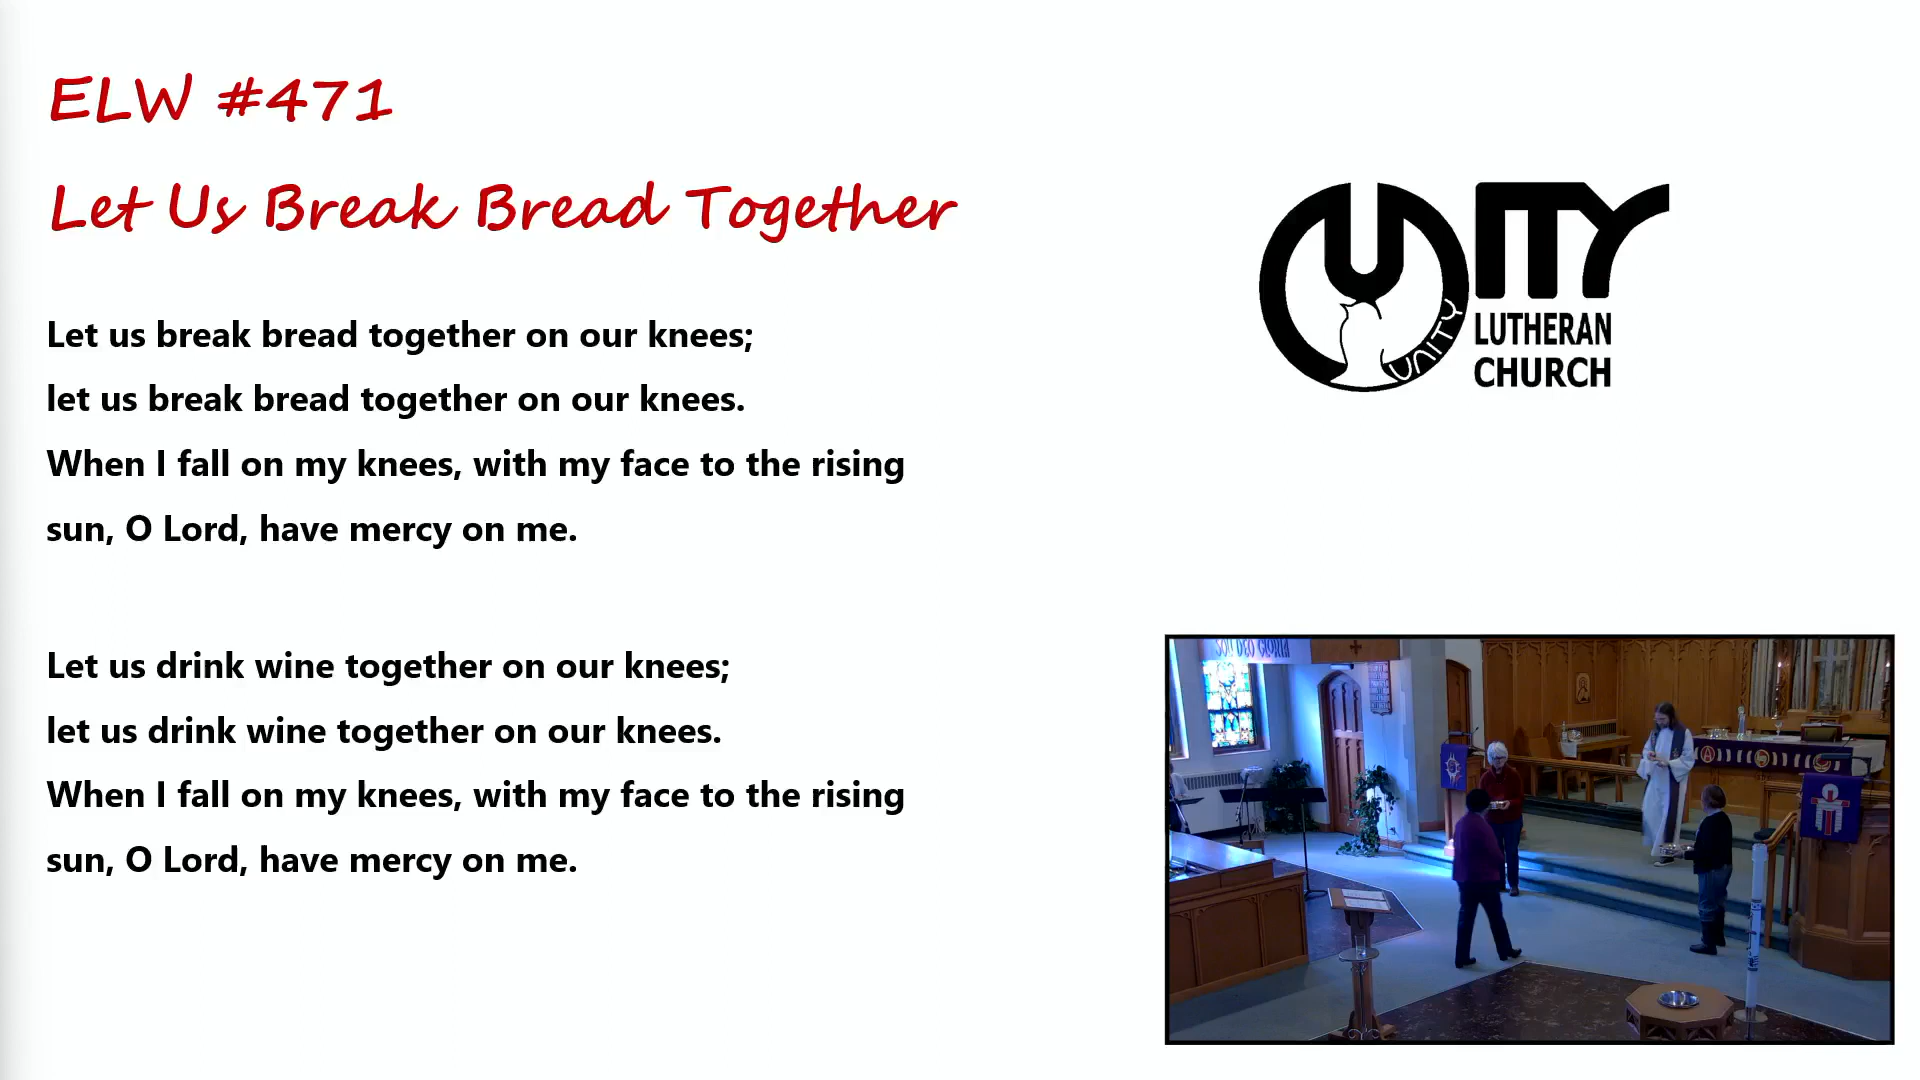 ELW #471
Let Us Break Bread Together
Let us break bread together on our knees;
let us break bread together on our knees.
When I fall on my knees, with my face to the rising
sun, O Lord, have mercy on me.
Let us drink wine together on our knees;
let us drink wine together on our knees.
When I fall on my knees, with my face to the rising
sun, O Lord, have mercy on me.
UNITY
UNITY
LUTHERAN
CHURCH
SOLI DEO GLORIA